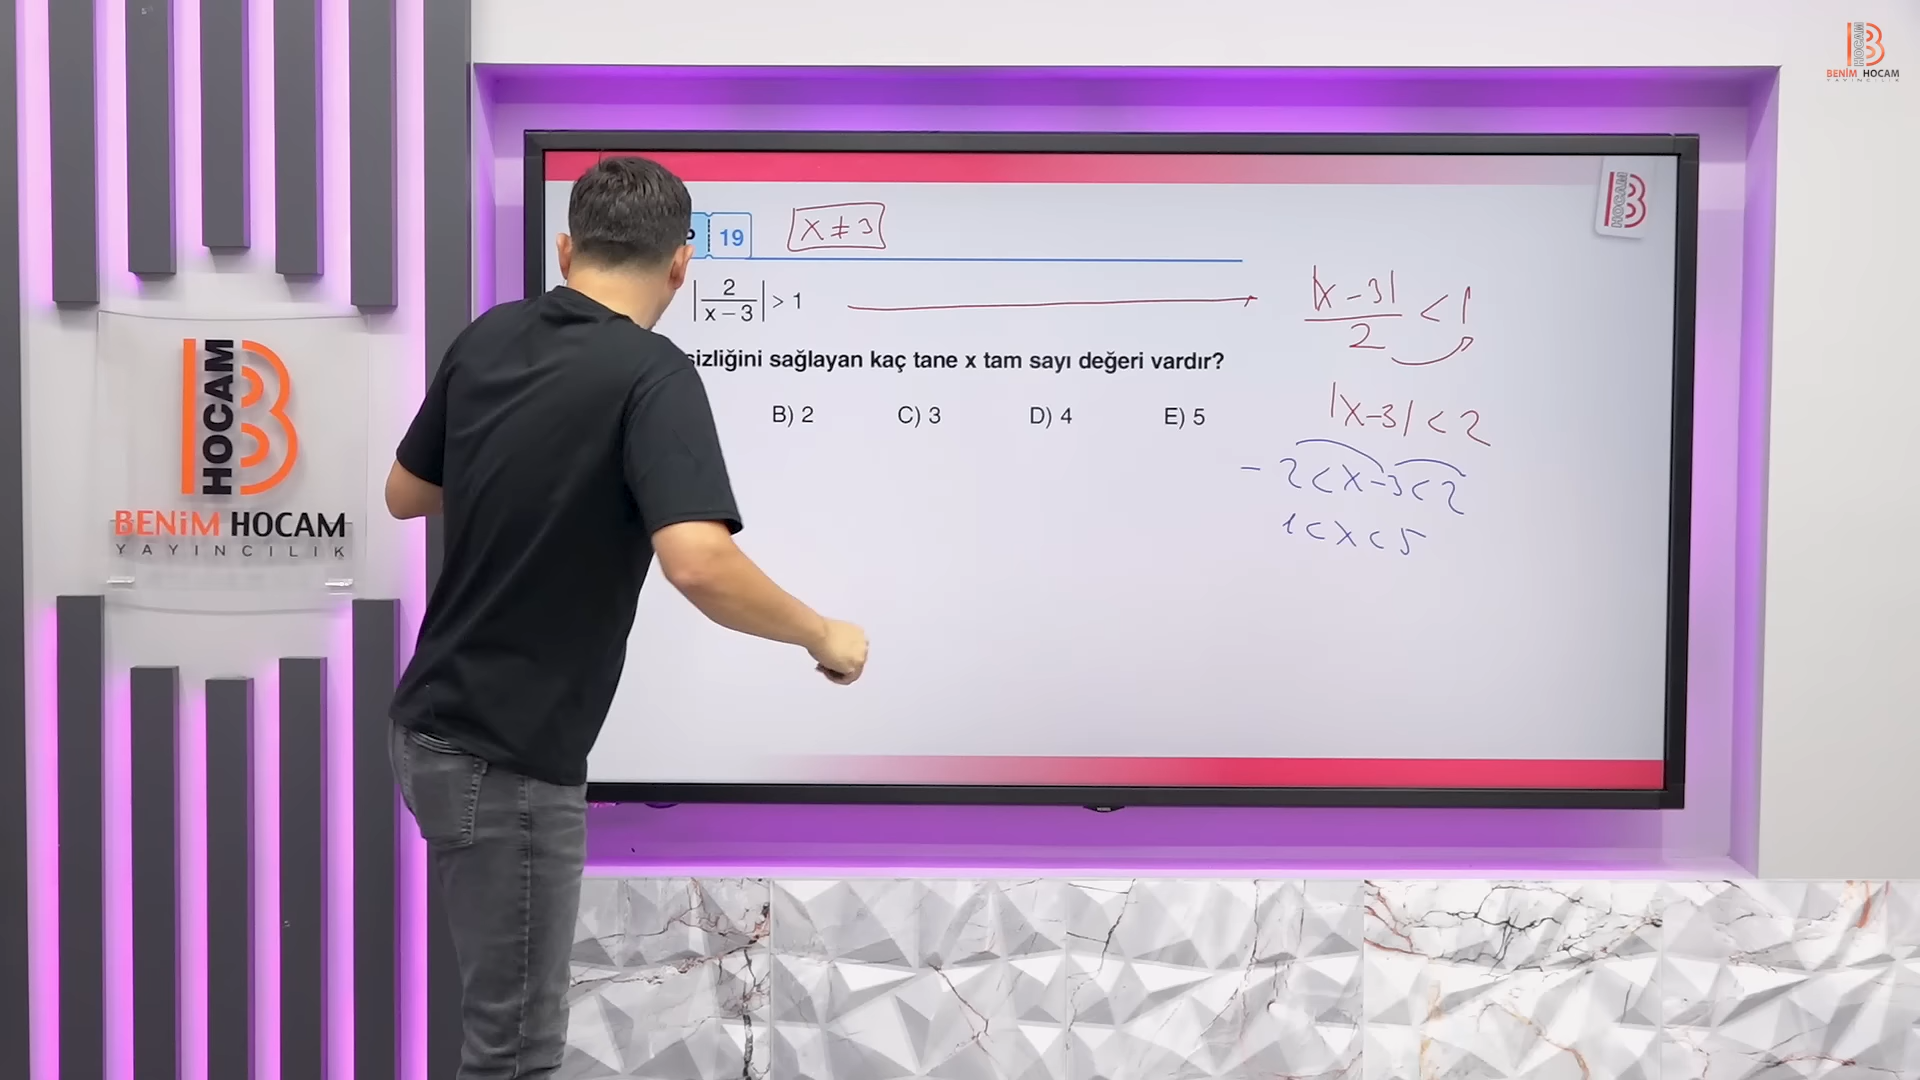 B HOCAM
BENİM HOCAM
YAYINCILIK
HOCAM
19
x ≠ 3
|2/(x − 3)| > 1
|x − 3|/2 < 1
sizliğini sağlayan kaç tane x tam sayı değeri vardır?
|x − 3| < 2
B) 2 C) 3 D) 4 E) 5
− 2 < x − 3 < 2
1 < x < 5
B HOCAM
BENİM HOCAM
YAYINCILIK